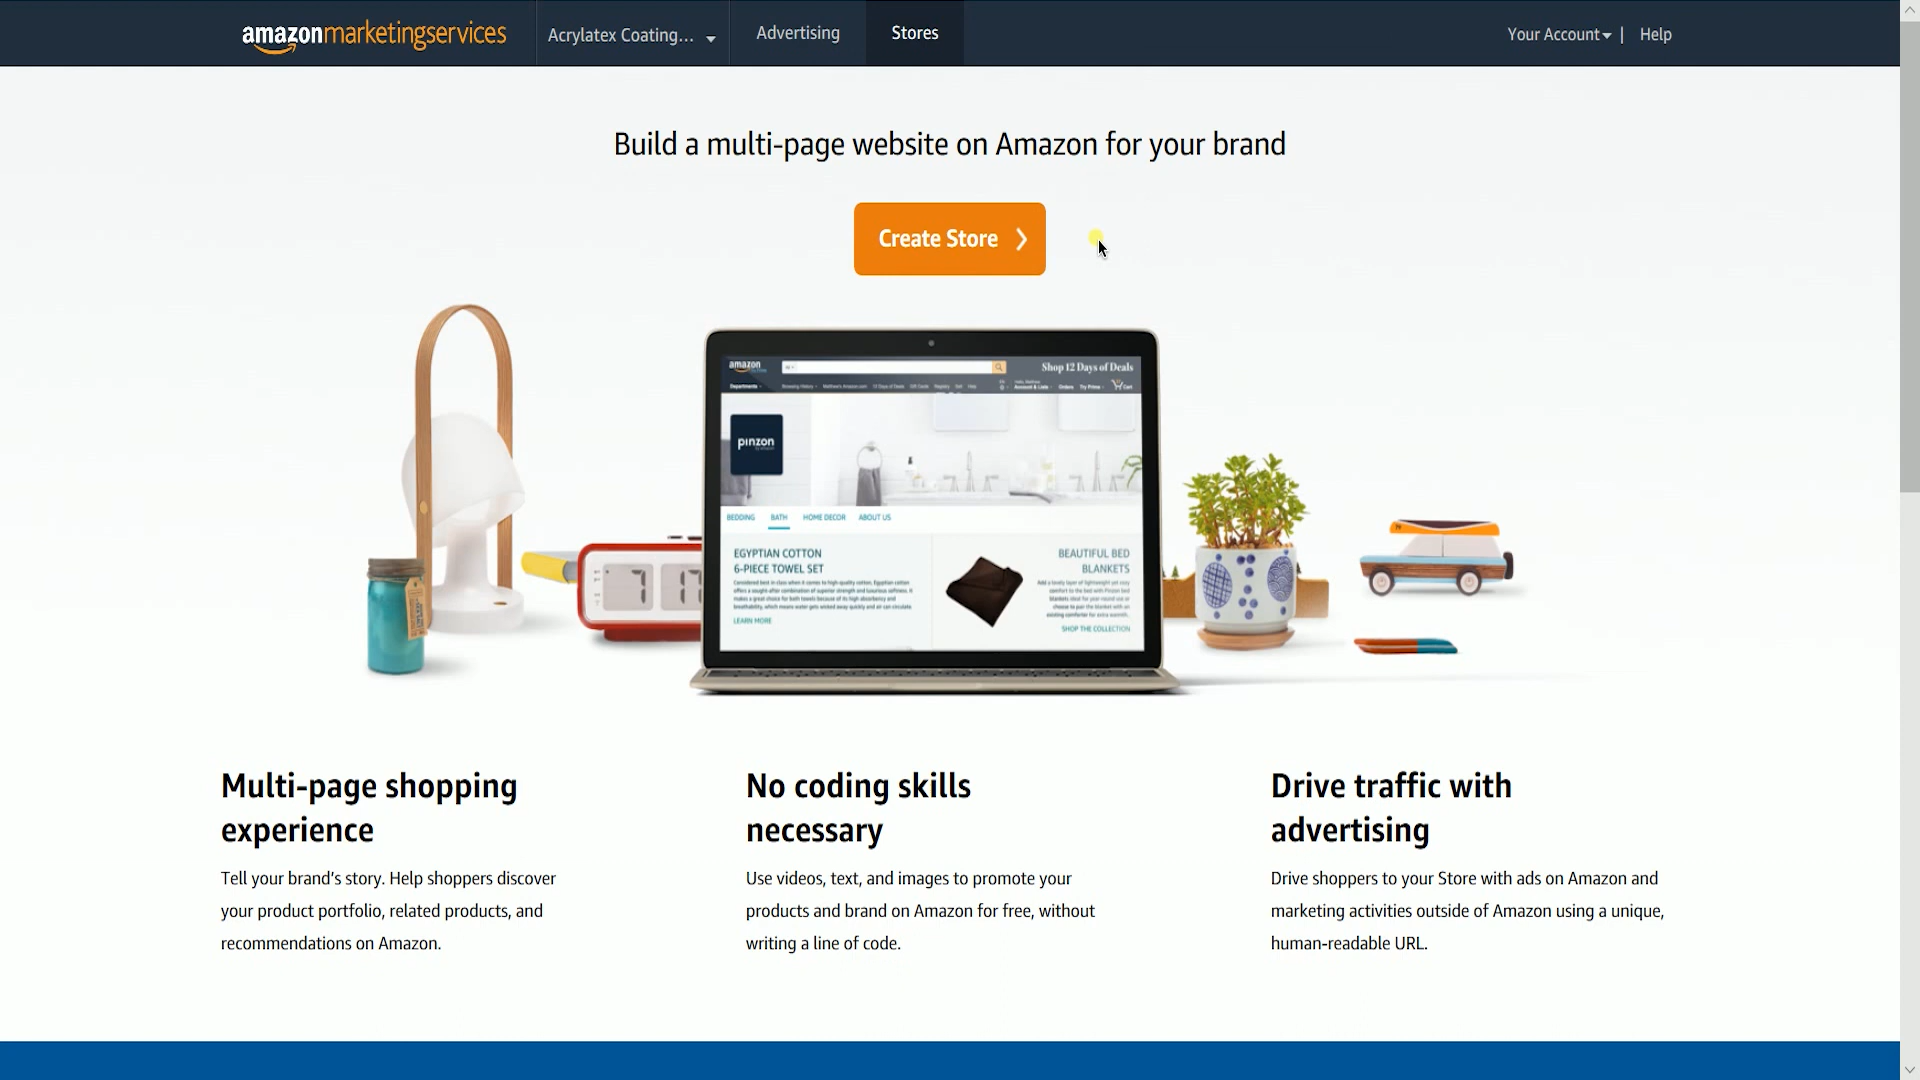 amazonmarketingservices
Acrylatex Coating...
Advertising
Stores
Your Account
|
Help
Build a multi-page website on Amazon for your brand
Create Store
amazon
Shop 12 Days of Deals
Departments
pinzon
BEDDING
BATH
HOME DECOR
ABOUT US
EGYPTIAN COTTON
6-PIECE TOWEL SET
LEARN MORE
BEAUTIFUL BED
BLANKETS
SHOP THE COLLECTION
Multi-page shopping
experience
Tell your brand's story. Help shoppers discover
your product portfolio, related products, and
recommendations on Amazon.
No coding skills
necessary
Use videos, text, and images to promote your
products and brand on Amazon for free, without
writing a line of code.
Drive traffic with
advertising
Drive shoppers to your Store with ads on Amazon and
marketing activities outside of Amazon using a unique,
human-readable URL.